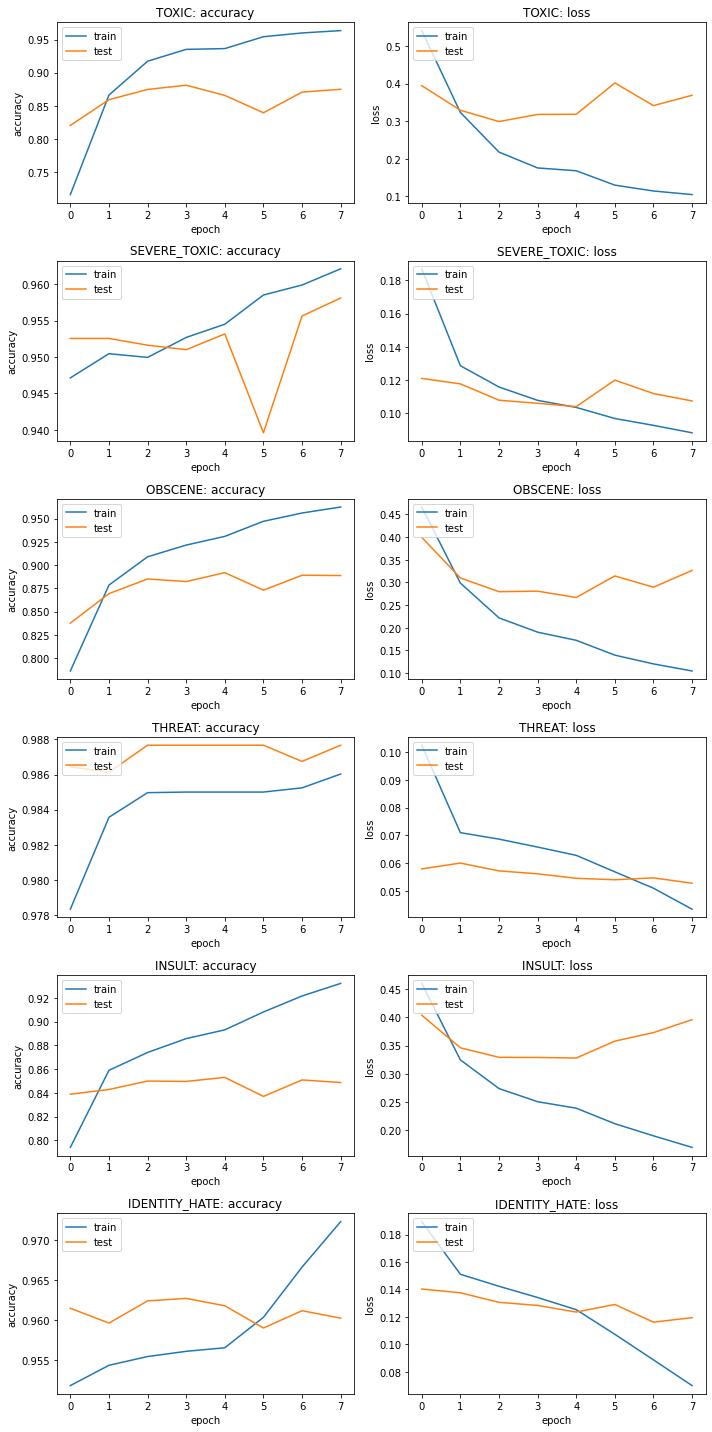 TOXIC: accuracy
train
test
0.95
0.90
0.85
0.80
0.75
accuracy
0 1 2 3 4 5 6 7
epoch
TOXIC: loss
train
test
0.5
0.4
0.3
0.2
0.1
loss
0 1 2 3 4 5 6 7
epoch
SEVERE_TOXIC: accuracy
train
test
0.960
0.955
0.950
0.945
0.940
accuracy
0 1 2 3 4 5 6 7
epoch
SEVERE_TOXIC: loss
train
test
0.18
0.16
0.14
0.12
0.10
loss
0 1 2 3 4 5 6 7
epoch
OBSCENE: accuracy
train
test
0.950
0.925
0.900
0.875
0.850
0.825
0.800
accuracy
0 1 2 3 4 5 6 7
epoch
OBSCENE: loss
train
test
0.45
0.40
0.35
0.30
0.25
0.20
0.15
0.10
loss
0 1 2 3 4 5 6 7
epoch
THREAT: accuracy
train
test
0.988
0.986
0.984
0.982
0.980
0.978
accuracy
0 1 2 3 4 5 6 7
epoch
THREAT: loss
train
test
0.10
0.09
0.08
0.07
0.06
0.05
loss
0 1 2 3 4 5 6 7
epoch
INSULT: accuracy
train
test
0.92
0.90
0.88
0.86
0.84
0.82
0.80
accuracy
0 1 2 3 4 5 6 7
epoch
INSULT: loss
train
test
0.45
0.40
0.35
0.30
0.25
0.20
loss
0 1 2 3 4 5 6 7
epoch
IDENTITY_HATE: accuracy
train
test
0.970
0.965
0.960
0.955
accuracy
0 1 2 3 4 5 6 7
epoch
IDENTITY_HATE: loss
train
test
0.18
0.16
0.14
0.12
0.10
0.08
loss
0 1 2 3 4 5 6 7
epoch